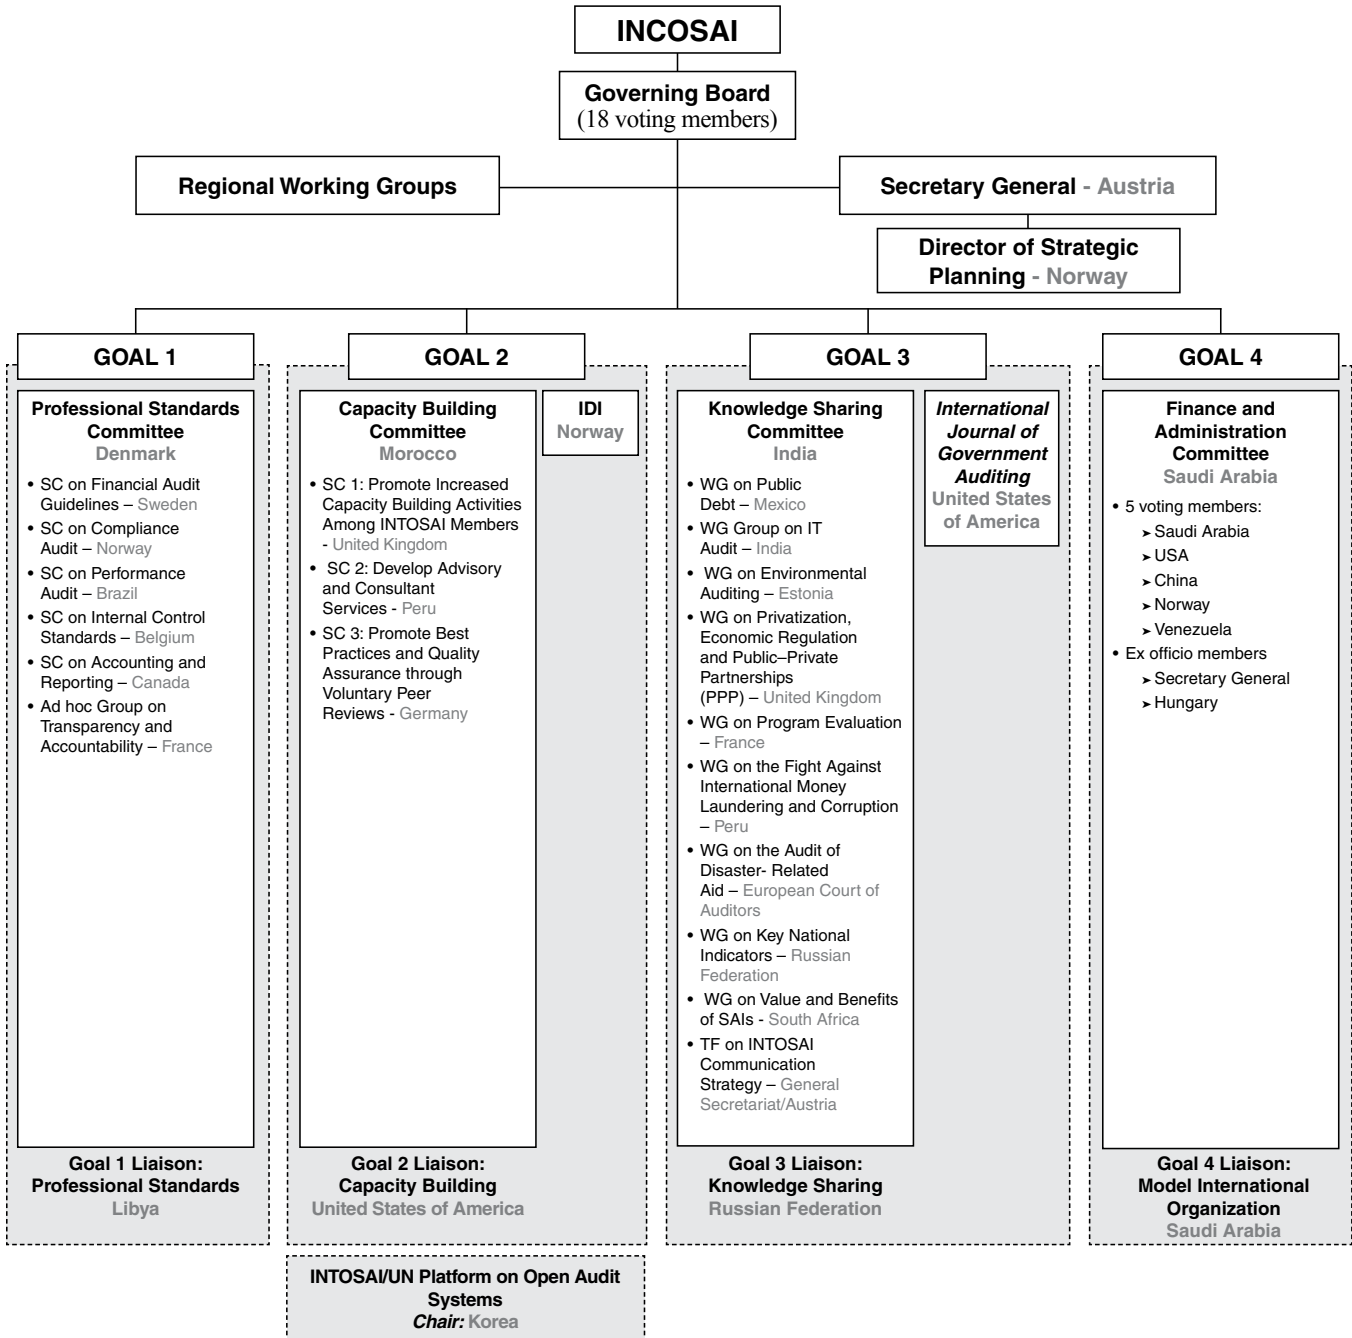 INCOSAI
Governing Board
(18 voting members)
Regional Working Groups
Secretary General - Austria
Director of Strategic
Planning - Norway
GOAL 1
Professional Standards
Committee
Denmark
• SC on Financial Audit
Guidelines – Sweden
• SC on Compliance
Audit – Norway
• SC on Performance
Audit – Brazil
• SC on Internal Control
Standards – Belgium
• SC on Accounting and
Reporting – Canada
• Ad hoc Group on
Transparency and
Accountability – France
Goal 1 Liaison:
Professional Standards
Libya
GOAL 2
Capacity Building
Committee
Morocco
• SC 1: Promote Increased
Capacity Building Activities
Among INTOSAI Members
- United Kingdom
• SC 2: Develop Advisory
and Consultant
Services - Peru
• SC 3: Promote Best
Practices and Quality
Assurance through
Voluntary Peer
Reviews - Germany
IDI
Norway
Goal 2 Liaison:
Capacity Building
United States of America
GOAL 3
Knowledge Sharing
Committee
India
• WG on Public
Debt – Mexico
• WG Group on IT
Audit – India
• WG on Environmental
Auditing – Estonia
• WG on Privatization,
Economic Regulation
and Public–Private
Partnerships
(PPP) – United Kingdom
• WG on Program Evaluation
– France
• WG on the Fight Against
International Money
Laundering and Corruption
– Peru
• WG on the Audit of
Disaster- Related
Aid – European Court of
Auditors
• WG on Key National
Indicators – Russian
Federation
• WG on Value and Benefits
of SAIs - South Africa
• TF on INTOSAI
Communication
Strategy – General
Secretariat/Austria
International
Journal of
Government
Auditing
United States
of America
Goal 3 Liaison:
Knowledge Sharing
Russian Federation
GOAL 4
Finance and
Administration
Committee
Saudi Arabia
• 5 voting members:
➤ Saudi Arabia
➤ USA
➤ China
➤ Norway
➤ Venezuela
• Ex officio members
➤ Secretary General
➤ Hungary
Goal 4 Liaison:
Model International
Organization
Saudi Arabia
INTOSAI/UN Platform on Open Audit
Systems
Chair: Korea